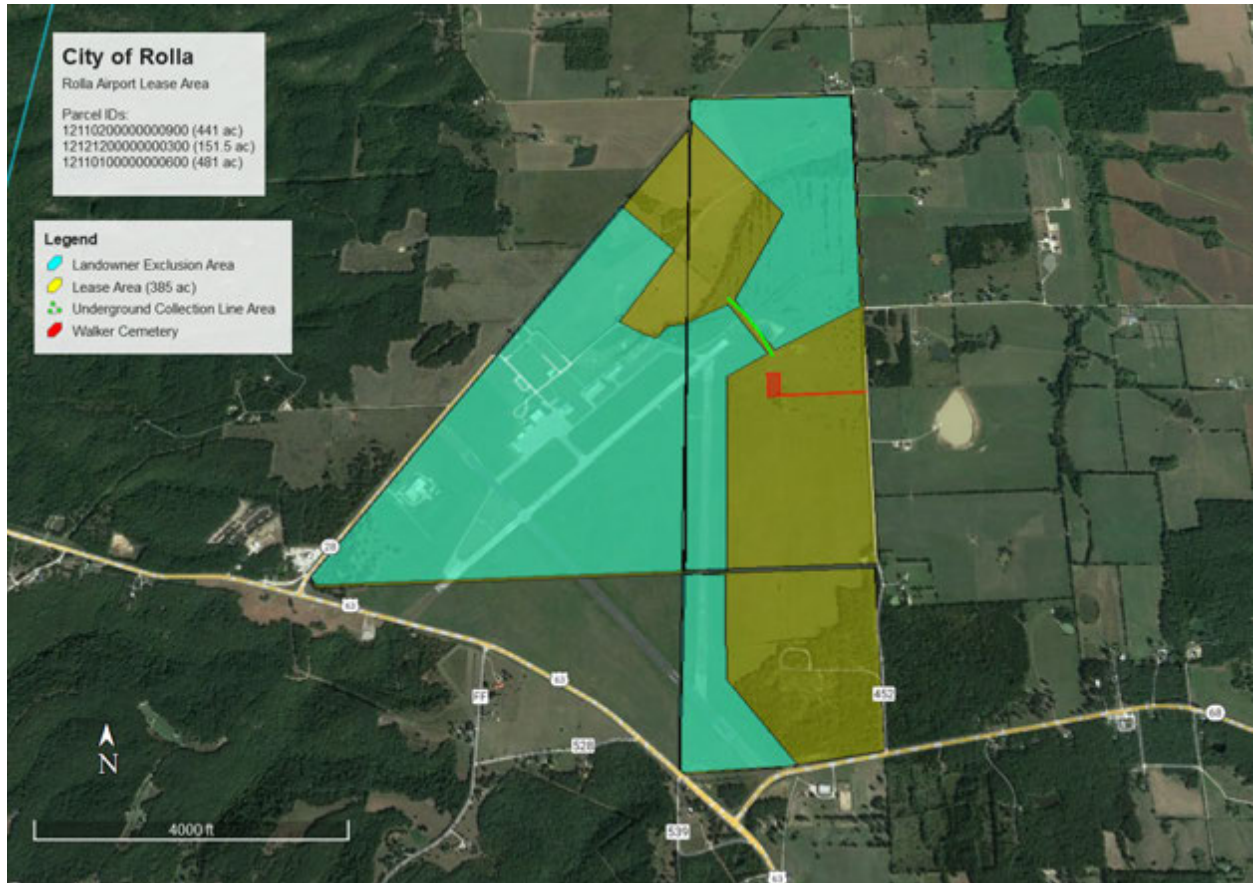 City of Rolla
Rolla Airport Lease Area
Parcel IDs:
12110200000000900 (441 ac)
12121200000000300 (151.5 ac)
12110100000000600 (481 ac)
Legend
Landowner Exclusion Area
Lease Area (385 ac)
Underground Collection Line Area
Walker Cemetery
28
63
63
FF
452
68
528
N
4000 ft
539
63